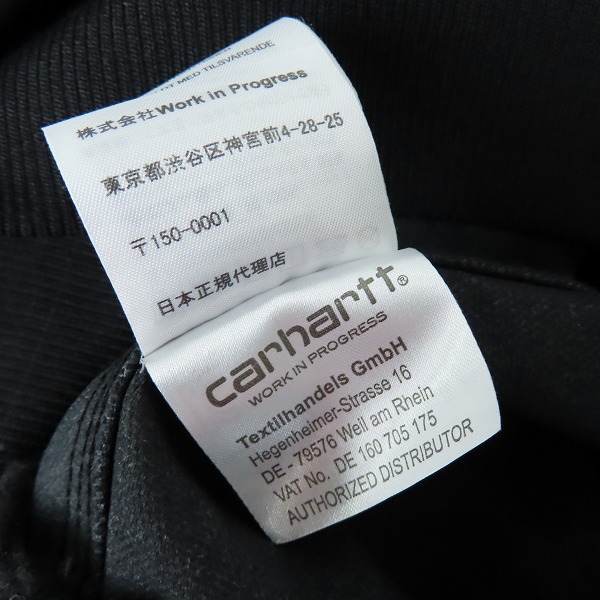 MED TILSVARENDE
株式会社Work in Progress
東京都渋谷区神宮前4-28-25
〒150-0001
日本正規代理店
carhartt®
WORK IN PROGRESS
Textilhandels GmbH
Hegenheimer-Strasse 16
DE - 79576 Weil am Rhein
VAT No. DE 160 705 175
AUTHORIZED DISTRIBUTOR